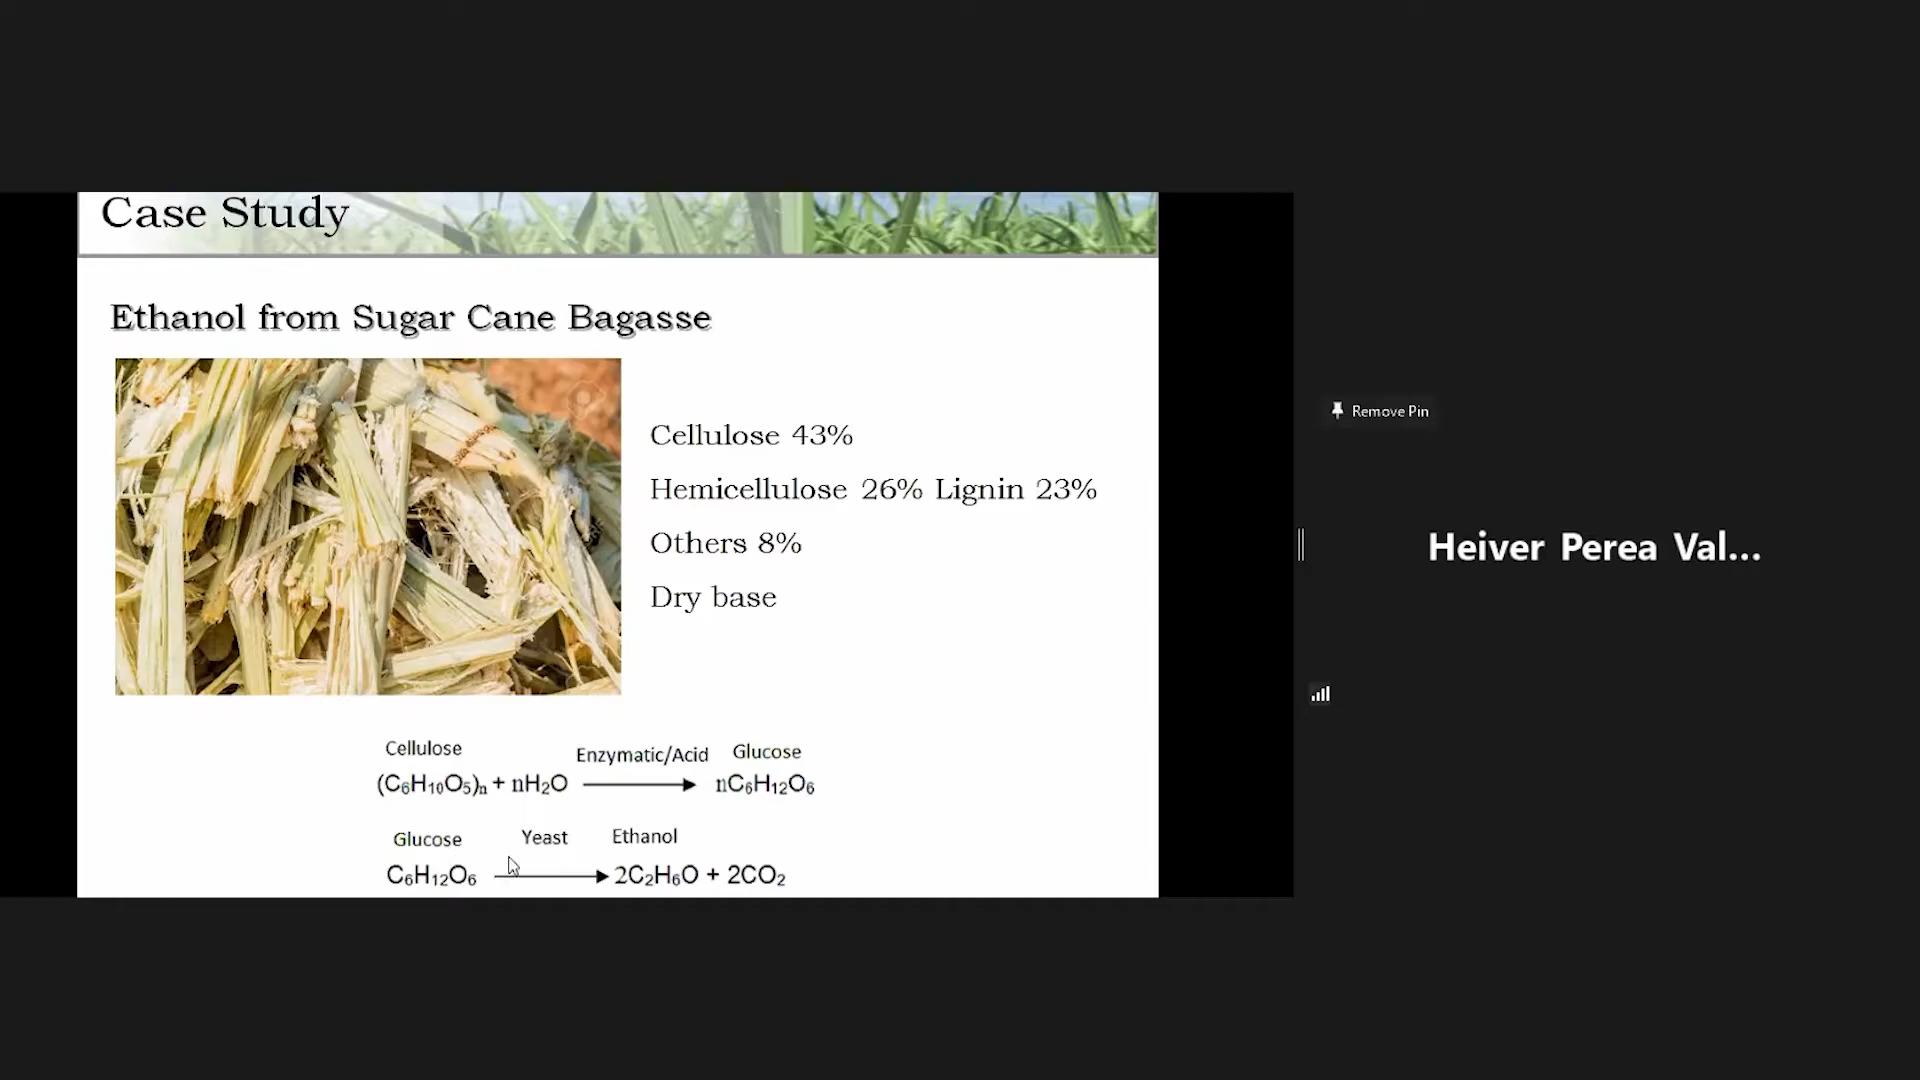 Case Study
Ethanol from Sugar Cane Bagasse
Cellulose 43%
Hemicellulose 26% Lignin 23%
Others 8%
Dry base
Cellulose Enzymatic/Acid Glucose
(C₆H₁₀O₅)ₙ + nH₂O nC₆H₁₂O₆
Glucose Yeast Ethanol
C₆H₁₂O₆ 2C₂H₆O + 2CO₂
Remove Pin
Heiver Perea Val...